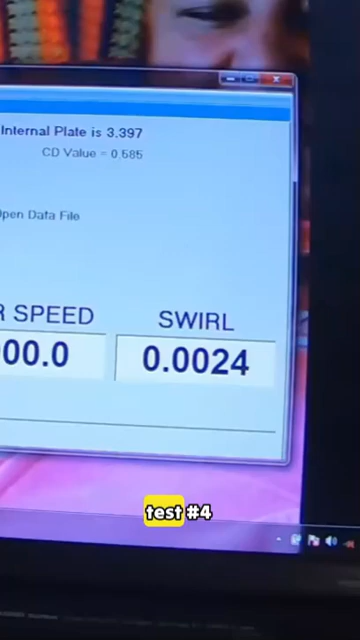 Internal Plate is 3.397
CD Value = 0.585
Open Data File
R SPEED
SWIRL
00.0
0.0024
test #4